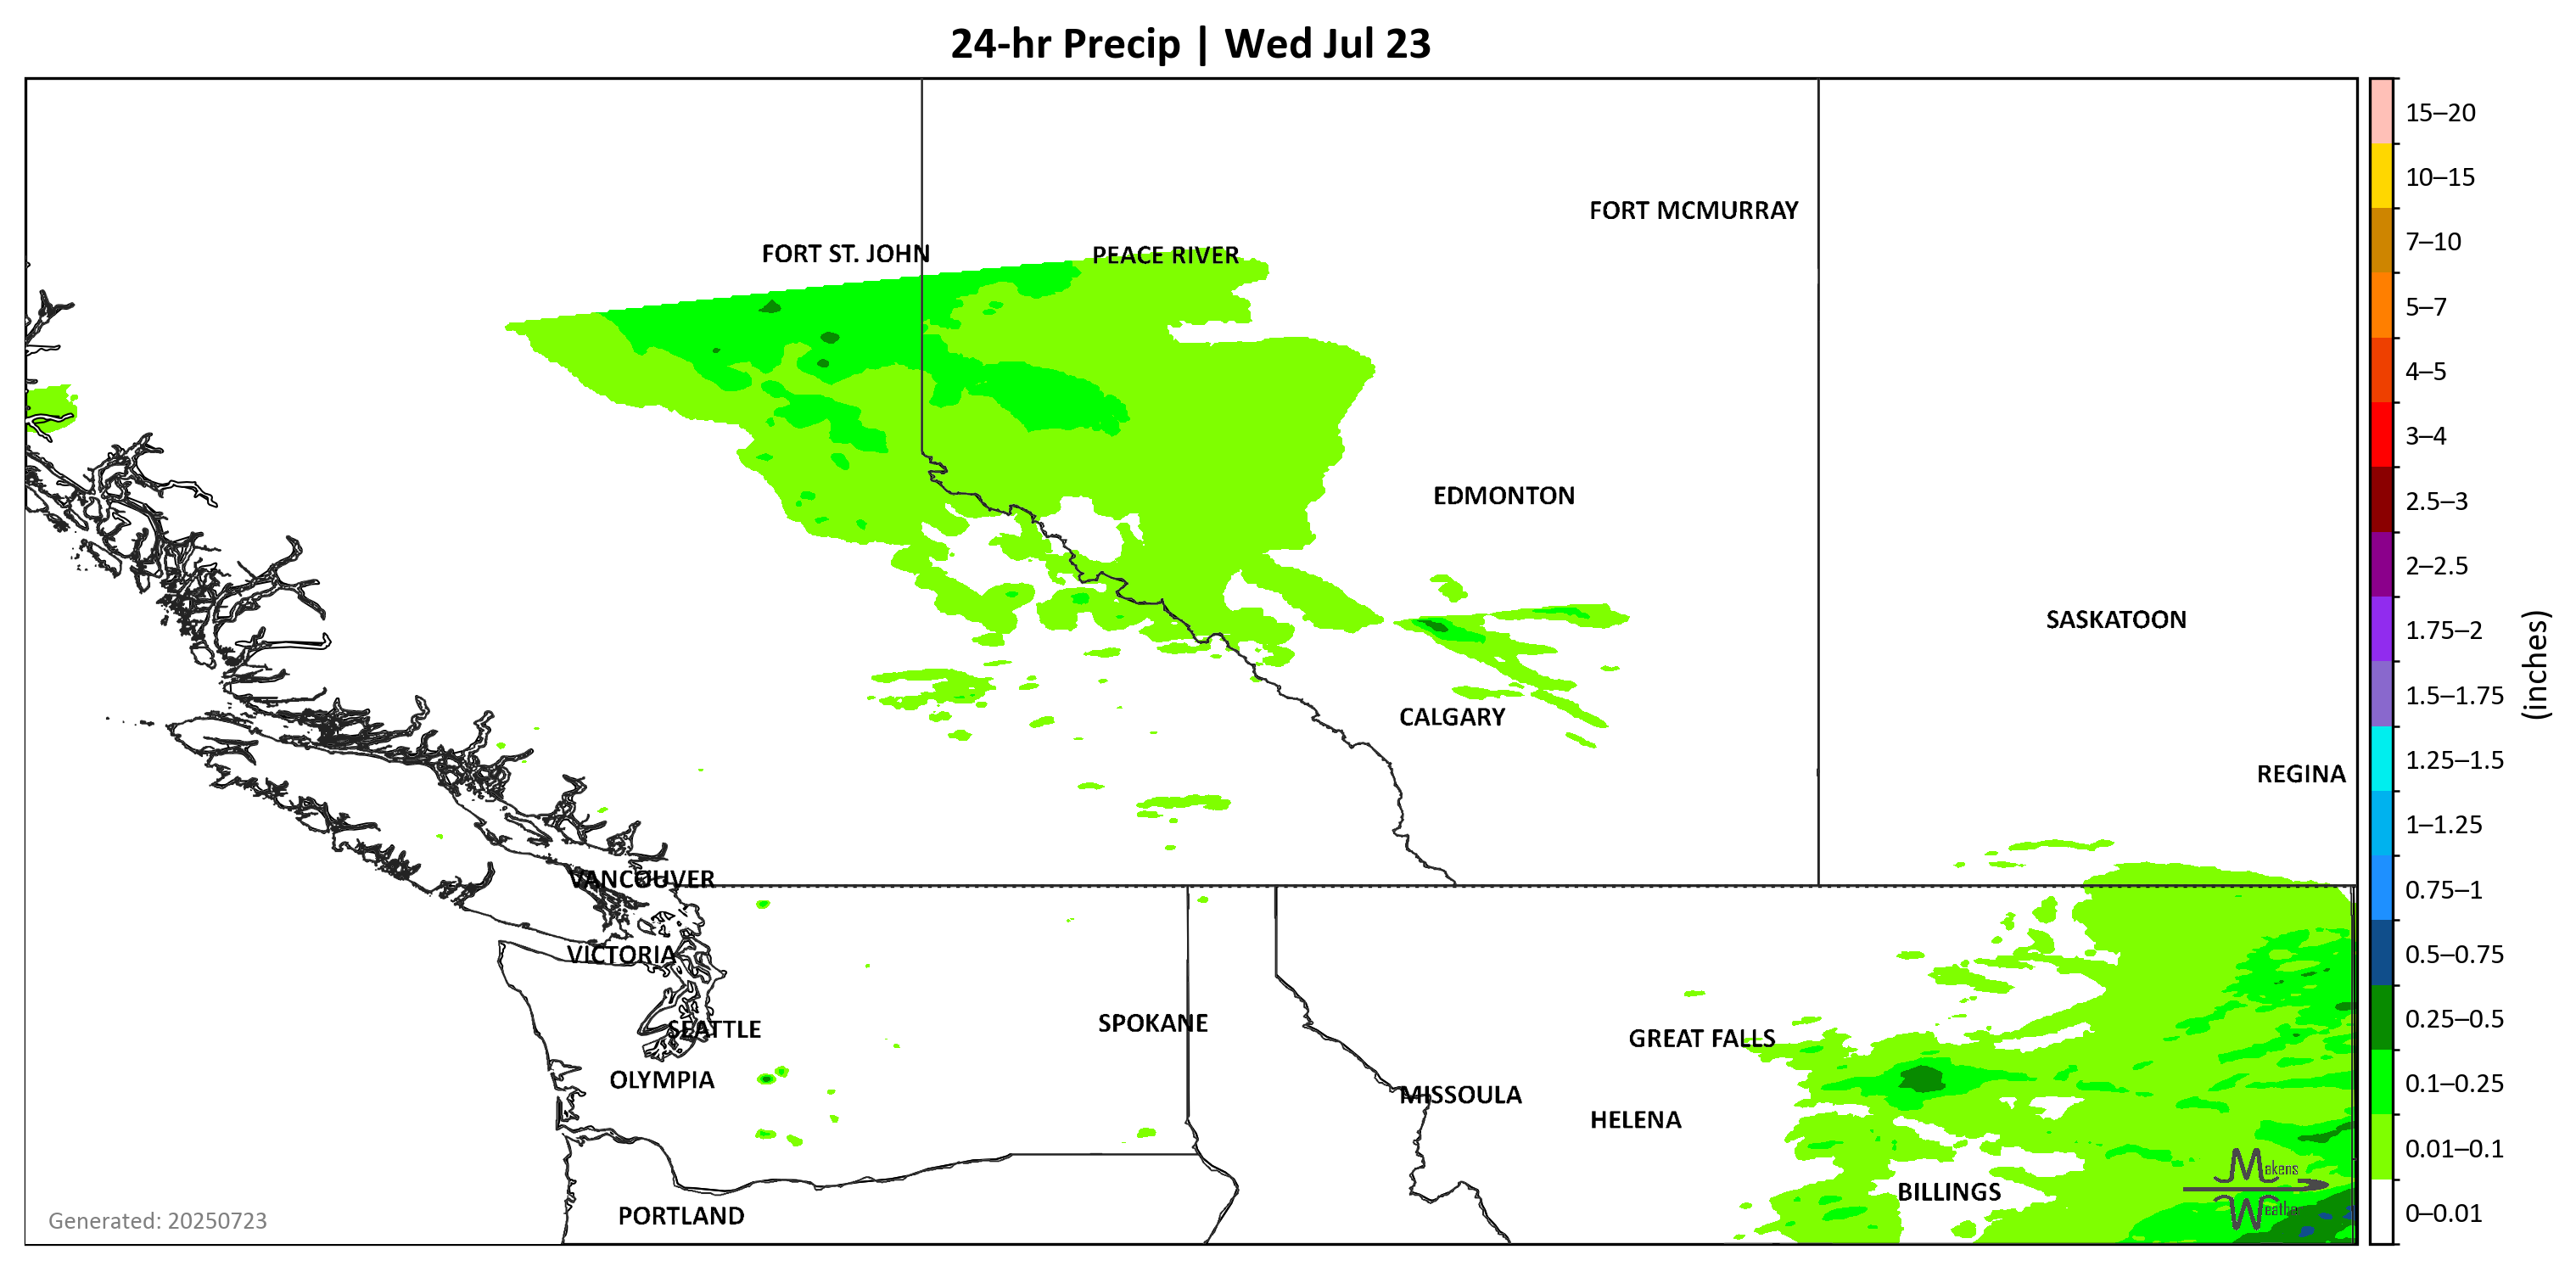 24-hr Precip | Wed Jul 23
15–20
10–15
FORT MCMURRAY
7–10
FORT ST. JOHN
PEACE RIVER
5–7
4–5
3–4
EDMONTON
2.5–3
2–2.5
SASKATOON
1.75–2
(inches)
1.5–1.75
CALGARY
1.25–1.5
REGINA
1–1.25
VANCOUVER
0.75–1
VICTORIA
0.5–0.75
SEATTLE
SPOKANE
GREAT FALLS
0.25–0.5
OLYMPIA
MISSOULA
HELENA
0.1–0.25
0.01–0.1
Makens
Weather
BILLINGS
PORTLAND
Generated: 20250723
0–0.01